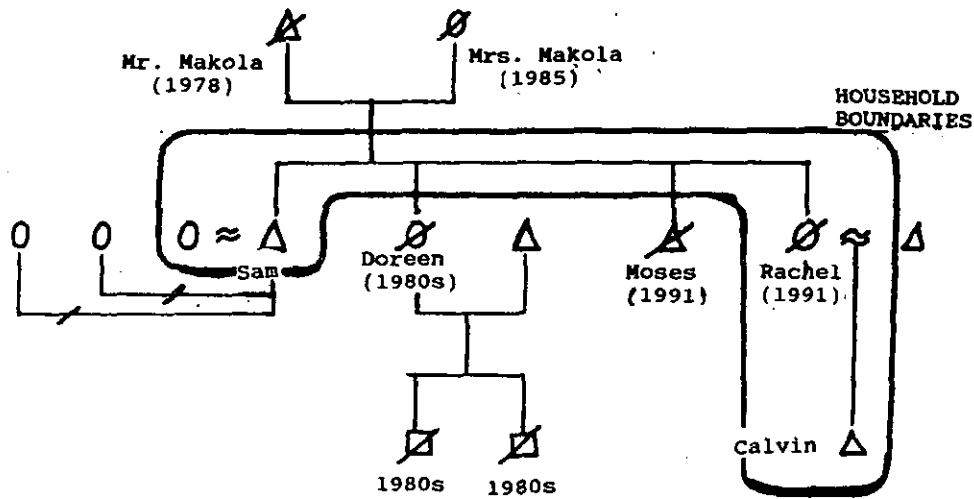 Mr. Makola
(1978)
Mrs. Makola
(1985)
HOUSEHOLD
BOUNDARIES
Sam
Doreen
(1980s)
Moses
(1991)
Rachel
(1991)
Calvin
1980s
1980s